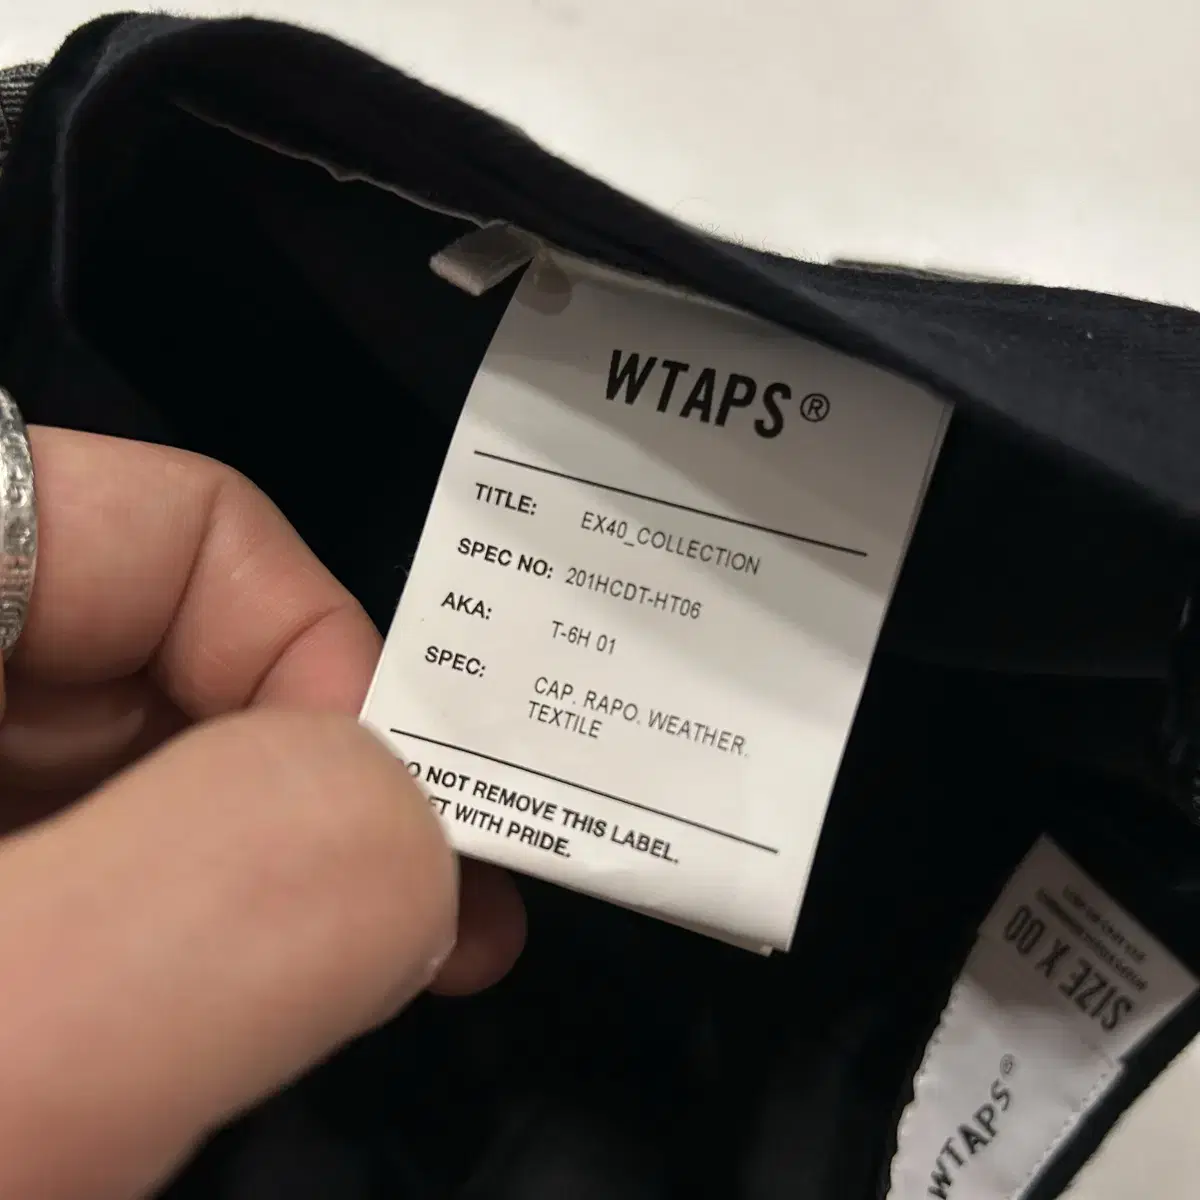 WTAPS®
TITLE: EX40_COLLECTION
SPEC NO: 201HCDT-HT06
AKA: T-6H 01
SPEC: CAP. RAPO. WEATHER.
TEXTILE
NOT REMOVE THIS LABEL.
WITH PRIDE.
SIZE X 00
WTAPS®